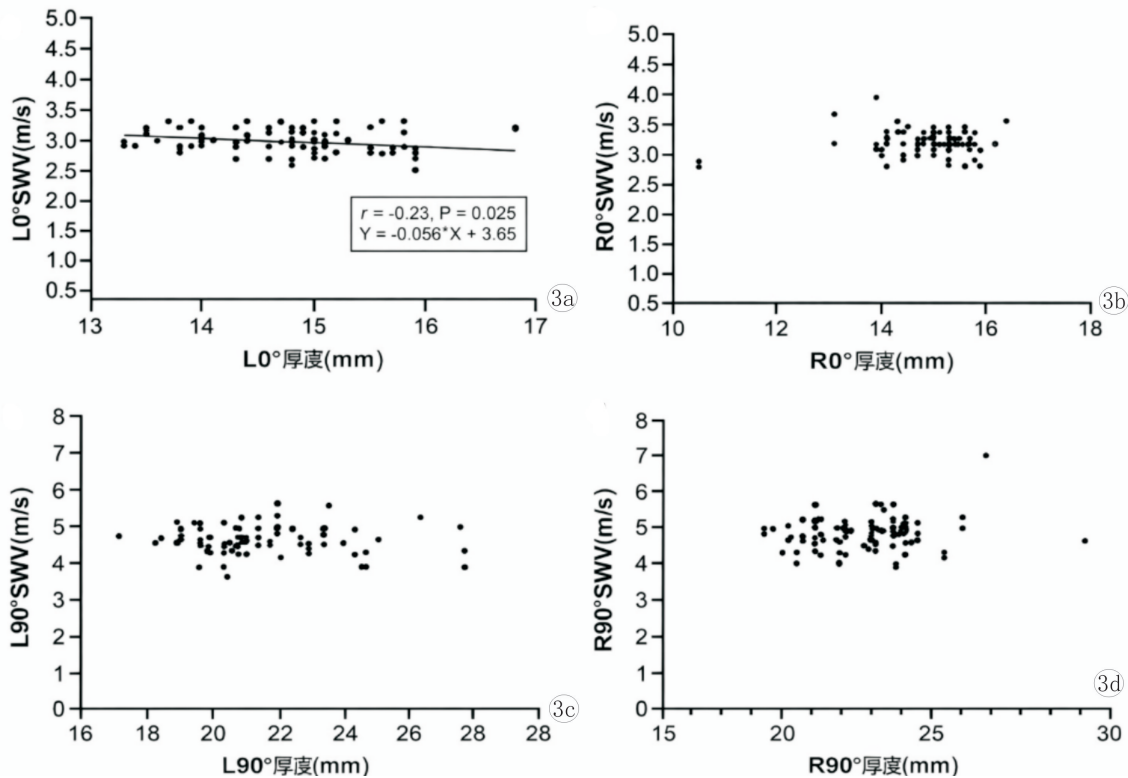 5.0
4.5
4.0
3.5
3.0
2.5
2.0
1.5
1.0
0.5
L0°SWV(m/s)
r = -0.23, P = 0.025
Y = -0.056*X + 3.65
13 14 15 16 17
L0°厚度(mm)
3a
5.0
4.5
4.0
3.5
3.0
2.5
2.0
1.5
1.0
0.5
R0°SWV(m/s)
10 12 14 16 18
R0°厚度(mm)
3b
8
7
6
5
4
3
2
1
0
L90°SWV(m/s)
16 18 20 22 24 26 28 28
L90°厚度(mm)
3c
8
7
6
5
4
3
2
1
0
R90°SWV(m/s)
15 20 25 30
R90°厚度(mm)
3d